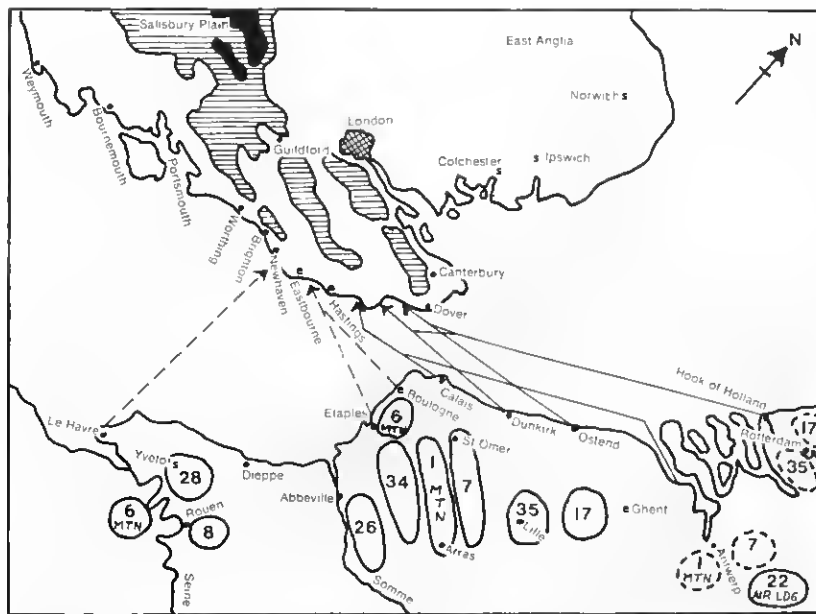 Salisbury Plain
East Anglia
N
Weymouth
Norwich
Bournemouth
London
Portsmouth
Guildford
Colchester
Ipswich
Worthing
Brighton
Newhaven
Eastbourne
Hastings
Canterbury
Dover
Hook of Holland
Le Havre
Calais
Boulogne
Etaples
6
MTN
Dunkirk
Ostend
Rotterdam
17
35
Yvetot
28
Dieppe
St Omer
34
1
MTN
7
6
MTN
Rouen
8
Abbeville
26
35
Lille
17
Ghent
Arras
Antwerp
7
1
MTN
22
AIR LDG
Seine
Somme